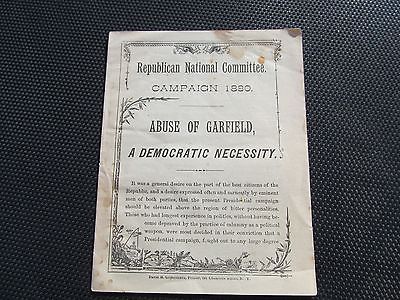 Republican National Committee.
CAMPAIGN 1880.
ABUSE OF GARFIELD,
A DEMOCRATIC NECESSITY.
It was a general desire on the part of the best citizens of the
Republic, and a desire expressed often and earnestly by eminent
men of both parties, that the present Presidential campaign
should be elevated above the region of bitter personalities.
Those who had longest experience in politics, without having be-
come depraved by the practice of calumny as a political
weapon, were most decided in their conviction that a
Presidential campaign, fought out to any large degree